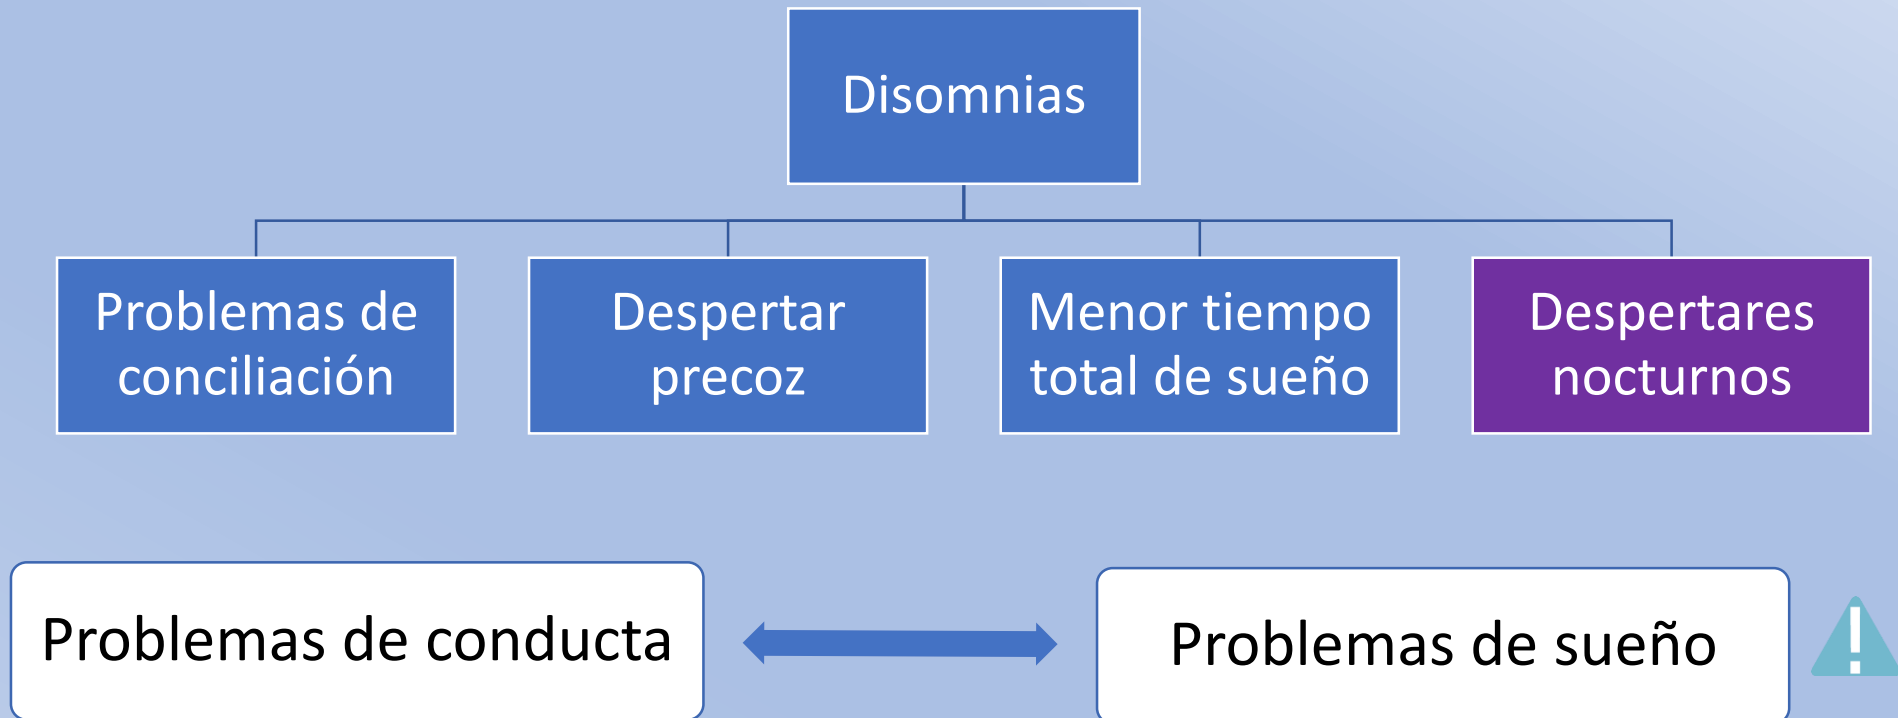 Disomnias
Problemas de
conciliación
Despertar
precoz
Menor tiempo
total de sueño
Despertares
nocturnos
Problemas de conducta
Problemas de sueño